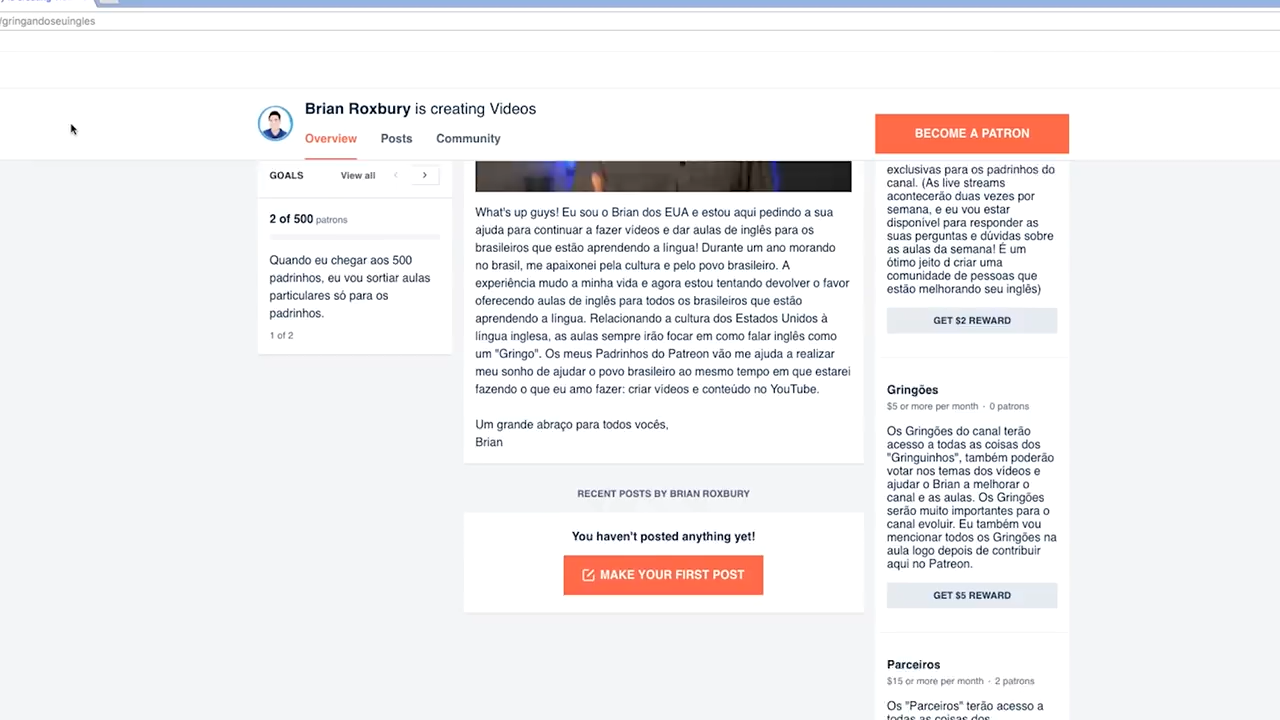 /gringandoseuingles
Brian Roxbury is creating Videos
Overview Posts Community
BECOME A PATRON
GOALS View all
2 of 500 patrons
Quando eu chegar aos 500
padrinhos, eu vou sortiar aulas
particulares só para os
padrinhos.
1 of 2
What's up guys! Eu sou o Brian dos EUA e estou aqui pedindo a sua
ajuda para continuar a fazer videos e dar aulas de inglês para os
brasileiros que estão aprendendo a língua! Durante um ano morando
no brasil, me apaixonei pela cultura e pelo povo brasileiro. A
experiência mudo a minha vida e agora estou tentando devolver o favor
oferecendo aulas de inglês para todos os brasileiros que estão
aprendendo a língua. Relacionando a cultura dos Estados Unidos à
língua inglesa, as aulas sempre irão focar em como falar inglês como
um "Gringo". Os meus Padrinhos do Patreon vão me ajuda a realizar
meu sonho de ajudar o povo brasileiro ao mesmo tempo em que estarei
fazendo o que eu amo fazer: criar videos e conteúdo no YouTube.
Um grande abraço para todos vocês,
Brian
RECENT POSTS BY BRIAN ROXBURY
You haven't posted anything yet!
MAKE YOUR FIRST POST
exclusivas para os padrinhos do
canal. (As live streams
acontecerão duas vezes por
semana, e eu vou estar
disponível para responder as
suas perguntas e dúvidas sobre
as aulas da semana! É um
ótimo jeito d criar uma
comunidade de pessoas que
estão melhorando seu inglês)
GET $2 REWARD
Gringões
$5 or more per month · 0 patrons
Os Gringões do canal terão
acesso a todas as coisas dos
"Gringuinhos", também poderão
votar nos temas dos videos e
ajudar o Brian a melhorar o
canal e as aulas. Os Gringões
serão muito importantes para o
canal evoluir. Eu também vou
mencionar todos os Gringões na
aula logo depois de contribuir
aqui no Patreon.
GET $5 REWARD
Parceiros
$15 or more per month · 2 patrons
Os "Parceiros" terão acesso a
todas as coisas dos